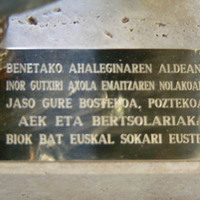 BENETAKO AHALEGINAREN ALDEAN
INOR GUTXIRI AXOLA EMAITZAREN NOLAKOA
JASO GURE BOSTEKOA, POZTEKOA
AEK ETA BERTSOLARIAK
BIOK BAT EUSKAL SOKARI EUSTE